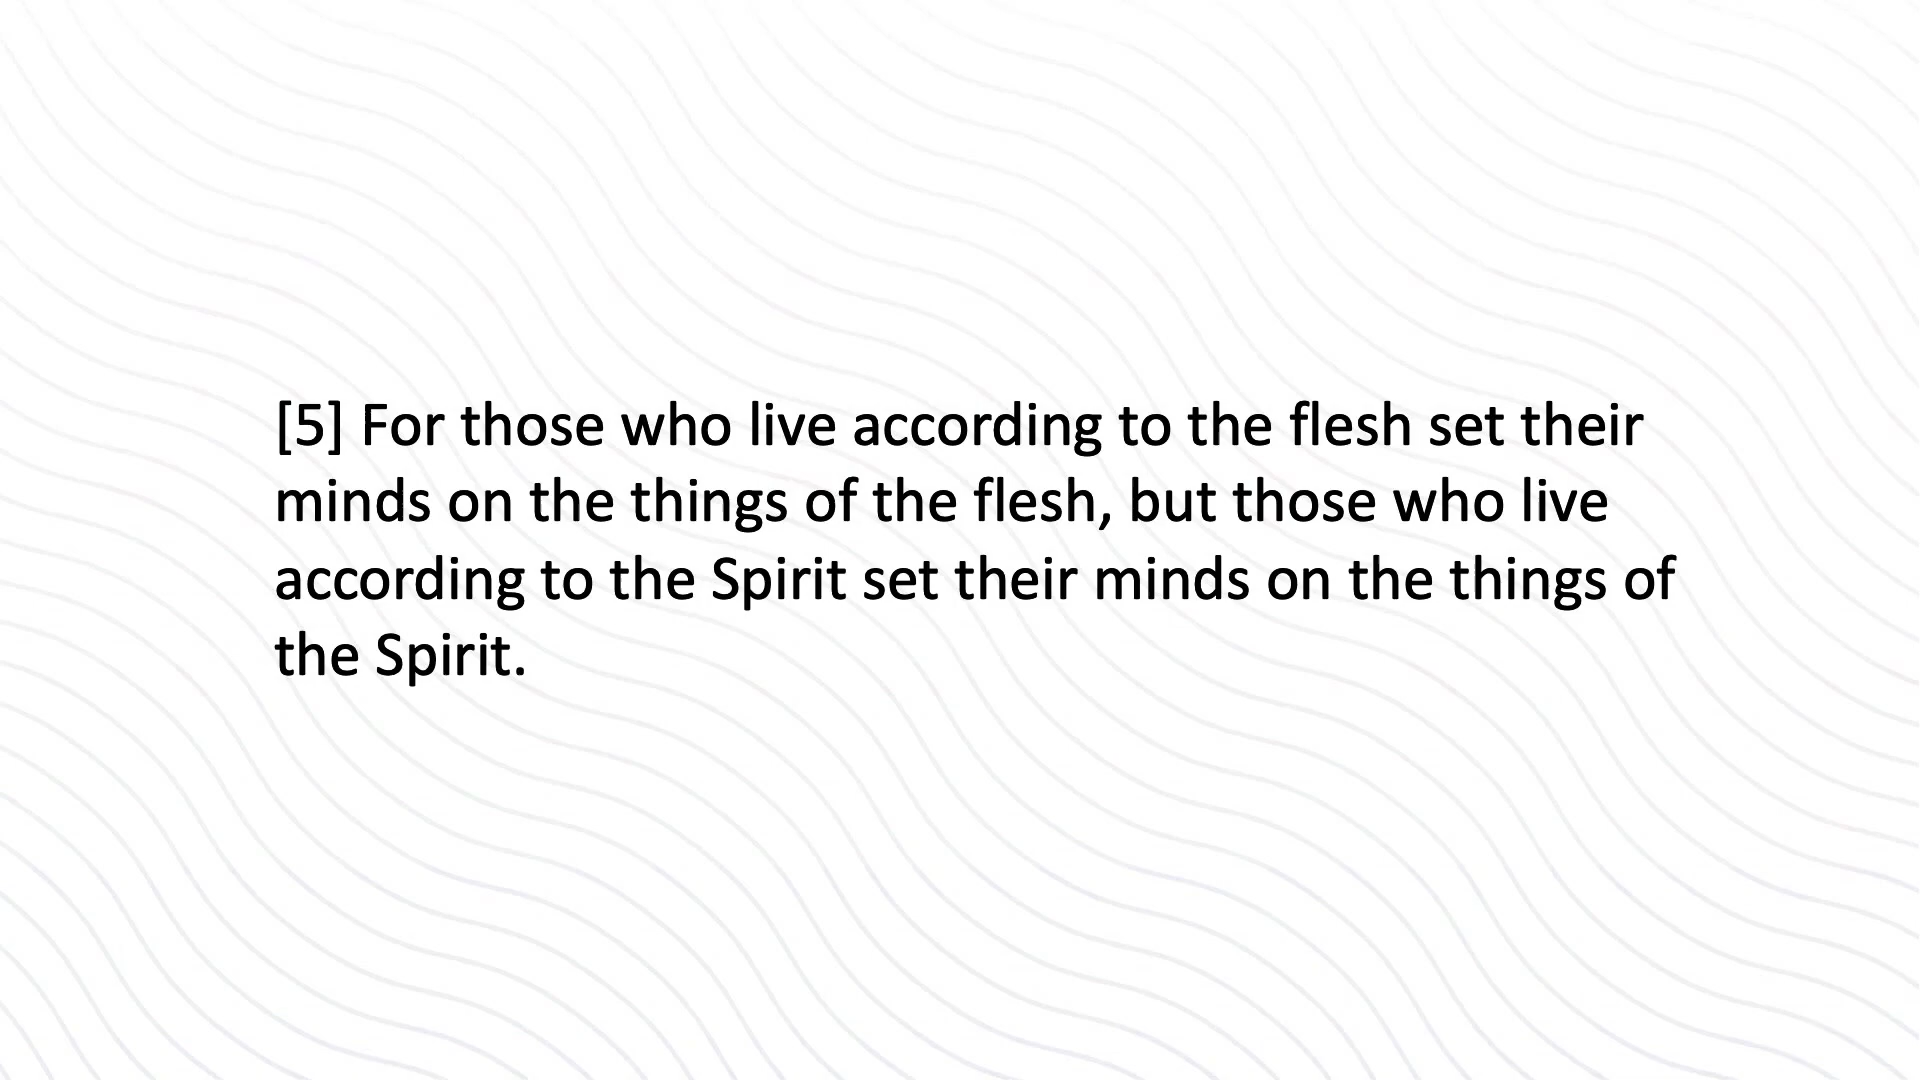 [5] For those who live according to the flesh set their
minds on the things of the flesh, but those who live
according to the Spirit set their minds on the things of
the Spirit.